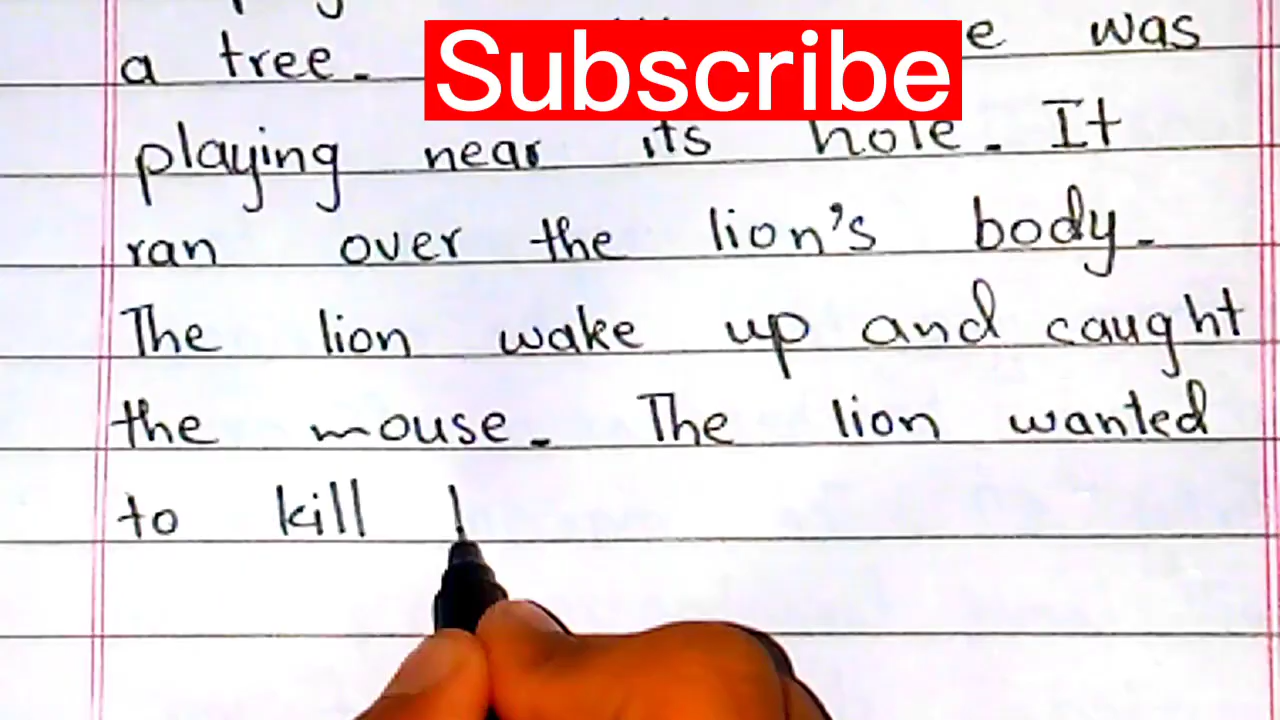 a tree. Subscribe was
playing near its hole. It
ran over the lion's body.
The lion wake up and caught
the mouse. The lion wanted
to kill